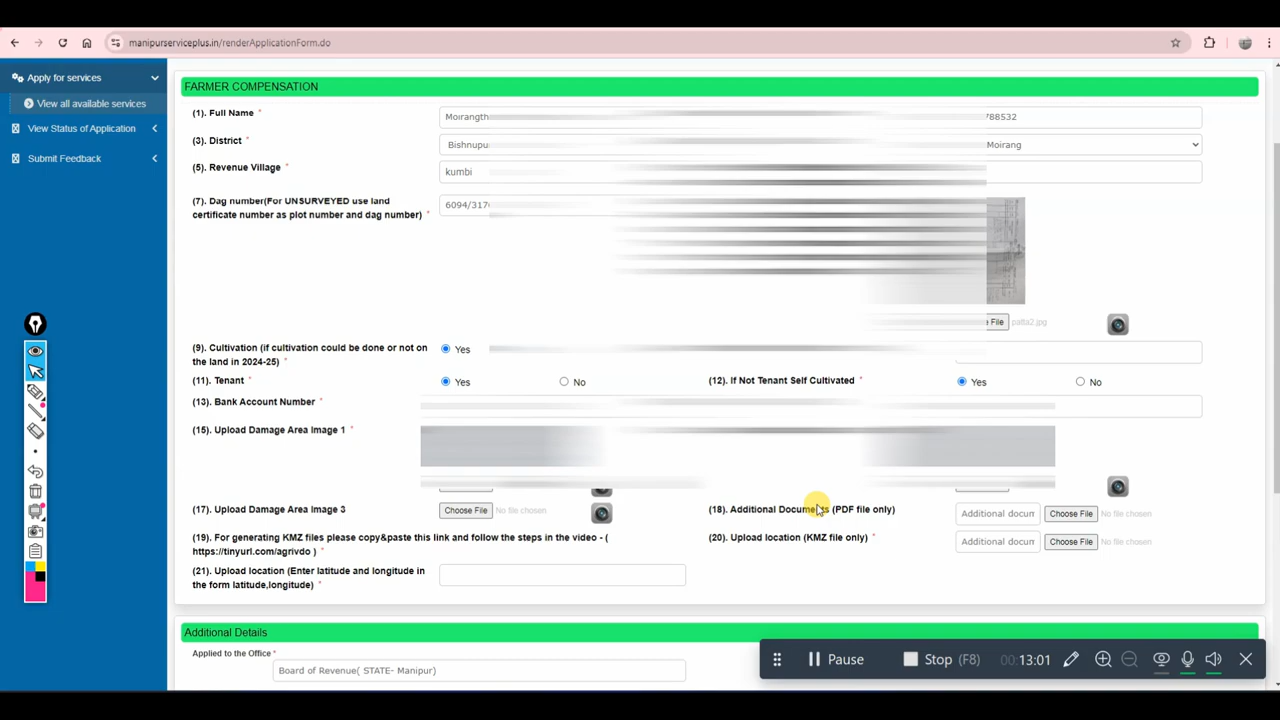 manipurserviceplus.in/renderApplicationForm.do
Apply for services
View all available services
View Status of Application
Submit Feedback
FARMER COMPENSATION
(1). Full Name *
Moirangth
788532
(3). District *
Bishnupu
Moirang
(5). Revenue Village *
kumbi
(7). Dag number(For UNSURVEYED use land
certificate number as plot number and dag number) *
6094/317
File patta2.jpg
(9). Cultivation (if cultivation could be done or not on
the land in 2024-25) *
Yes
(11). Tenant *
Yes No
(12). If Not Tenant Self Cultivated *
Yes No
(13). Bank Account Number *
(15). Upload Damage Area Image 1 *
(17). Upload Damage Area Image 3
Choose File No file chosen
(18). Additional Documents (PDF file only)
Additional docum Choose File No file chosen
(19). For generating KMZ files please copy&paste this link and follow the steps in the video - (
https://tinyurl.com/agrivdo ) *
(20). Upload location (KMZ file only) *
Additional docum Choose File No file chosen
(21). Upload location (Enter latitude and longitude in
the form latitude,longitude) *
Additional Details
Applied to the Office *
Board of Revenue( STATE- Manipur)
Pause Stop (F8) 00:13:01